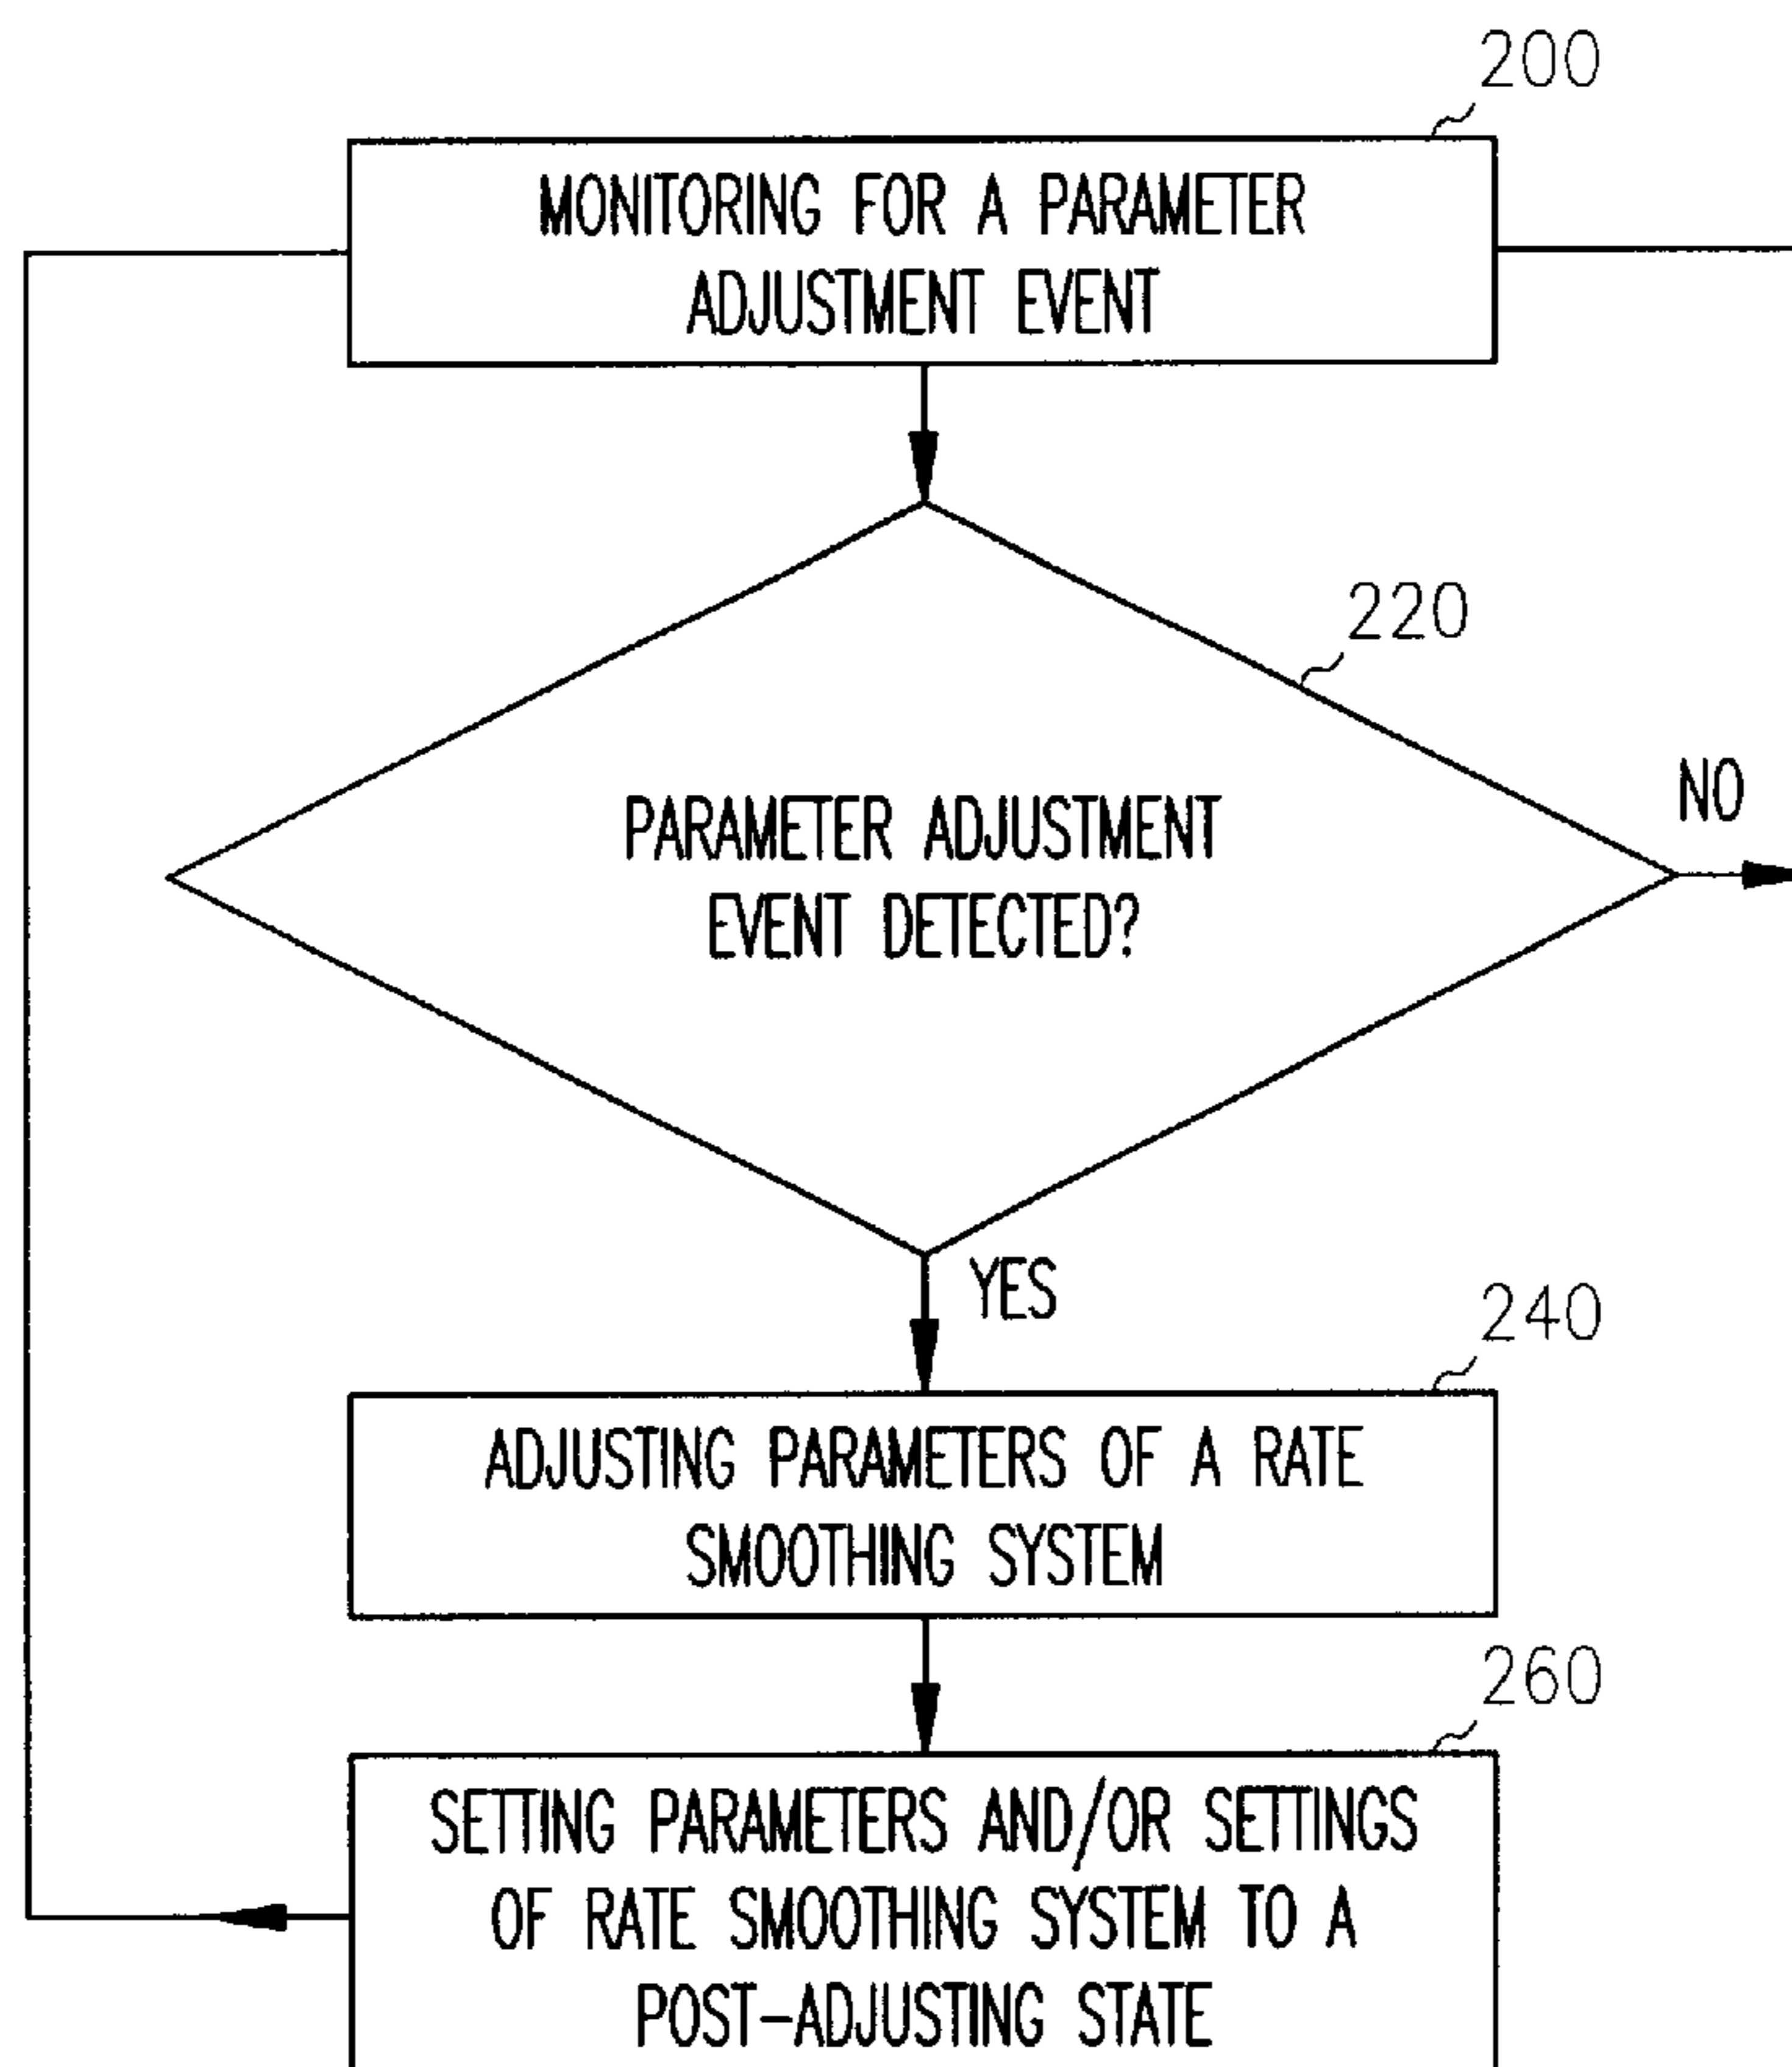 200
MONITORING FOR A PARAMETER
ADJUSTMENT EVENT
220
NO
PARAMETER ADJUSTMENT
EVENT DETECTED?
YES
240
ADJUSTING PARAMETERS OF A RATE
SMOOTHING SYSTEM
260
SETTING PARAMETERS AND/OR SETTINGS
OF RATE SMOOTHING SYSTEM TO A
POST-ADJUSTING STATE